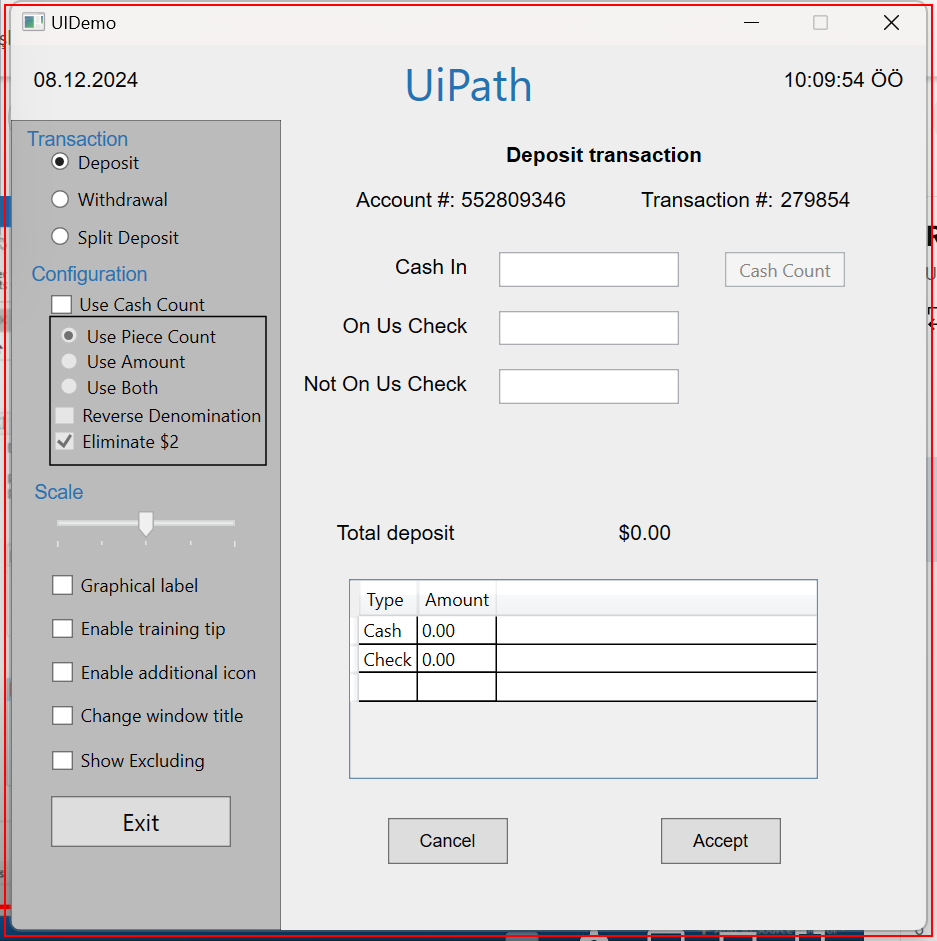 UIDemo
08.12.2024
UiPath
10:09:54 ÖÖ
Transaction
Deposit
Withdrawal
Split Deposit
Configuration
Use Cash Count
Use Piece Count
Use Amount
Use Both
Reverse Denomination
Eliminate $2
Scale
Graphical label
Enable training tip
Enable additional icon
Change window title
Show Excluding
Exit
Deposit transaction
Account #: 552809346 Transaction #: 279854
Cash In
Cash Count
On Us Check
Not On Us Check
Total deposit $0.00
Type Amount
Cash 0.00
Check 0.00
Cancel Accept